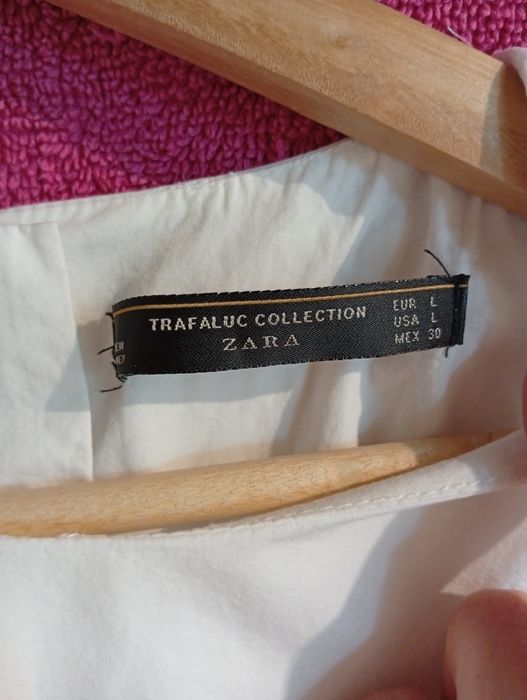 TRAFALUC COLLECTION
ZARA
EUR L
USA L
MEX 30